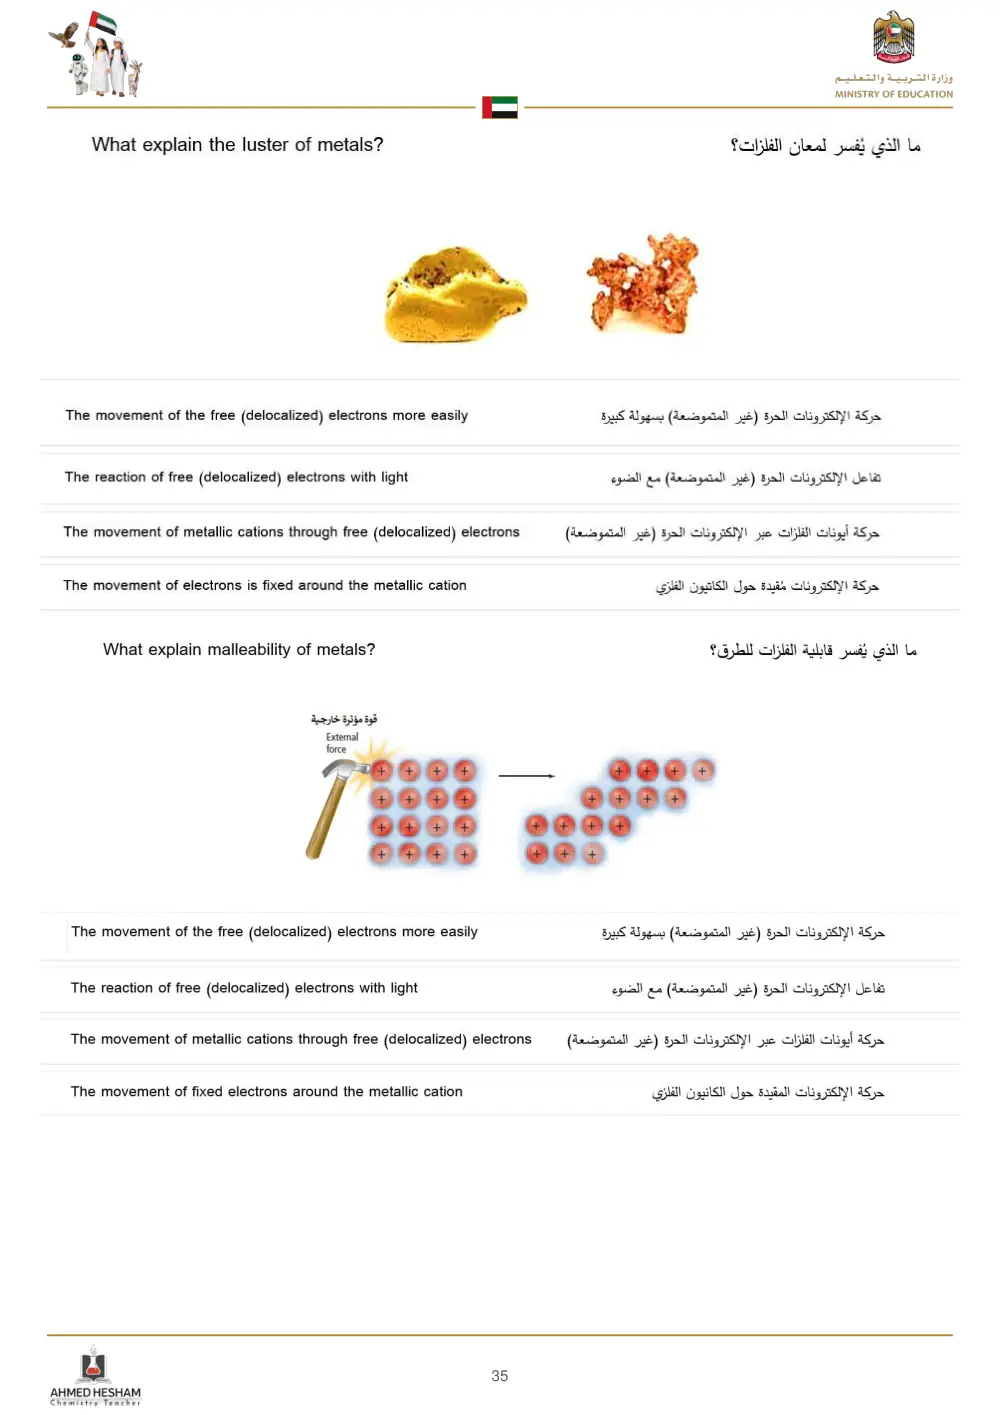 وزارة التربية والتعليم
MINISTRY OF EDUCATION
What explain the luster of metals?
ما الذي يُفسر لمعان الفلزات؟
The movement of the free (delocalized) electrons more easily
حركة الإلكترونات الحرة (غير المتموضعة) بسهولة كبيرة
The reaction of free (delocalized) electrons with light
تفاعل الإلكترونات الحرة (غير المتموضعة) مع الضوء
The movement of metallic cations through free (delocalized) electrons
حركة أيونات الفلزات عبر الإلكترونات الحرة (غير المتموضعة)
The movement of electrons is fixed around the metallic cation
حركة الإلكترونات مُقيدة حول الكاتيون الفلزي
What explain malleability of metals?
ما الذي يُفسر قابلية الفلزات للطرق؟
قوة مؤثرة خارجية
External
force
+ + + + + + + +
+ + + + + + + +
+ + + + + + + +
+ + + + + + +
The movement of the free (delocalized) electrons more easily
حركة الإلكترونات الحرة (غير المتموضعة) بسهولة كبيرة
The reaction of free (delocalized) electrons with light
تفاعل الإلكترونات الحرة (غير المتموضعة) مع الضوء
The movement of metallic cations through free (delocalized) electrons
حركة أيونات الفلزات عبر الإلكترونات الحرة (غير المتموضعة)
The movement of fixed electrons around the metallic cation
حركة الإلكترونات المقيدة حول الكاتيون الفلزي
AHMED HESHAM
Chemistry Teacher
35